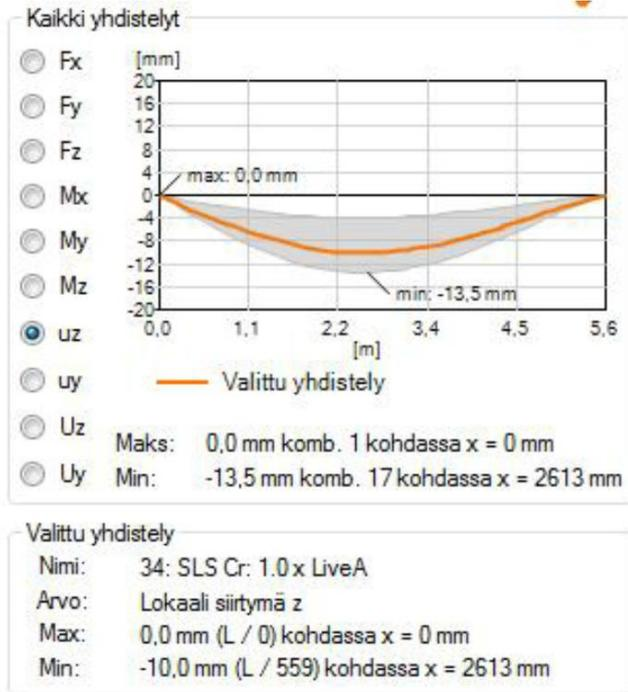 Kaikki yhdistelyt
Fx
Fy
Fz
Mx
My
Mz
uz
uy
Uz
Uy
[mm]
20
16
12
8
4
0
-4
-8
-12
-16
-20
max: 0,0 mm
min: -13,5 mm
0,0 1,1 2,2 3,4 4,5 5,6
[m]
Valittu yhdistely
Maks: 0,0 mm komb. 1 kohdassa x = 0 mm
Min: -13,5 mm komb. 17 kohdassa x = 2613 mm
Valittu yhdistely
Nimi: 34: SLS Cr: 1.0 x LiveA
Arvo: Lokaali siirtymä z
Max: 0,0 mm (L / 0) kohdassa x = 0 mm
Min: -10,0 mm (L / 559) kohdassa x = 2613 mm